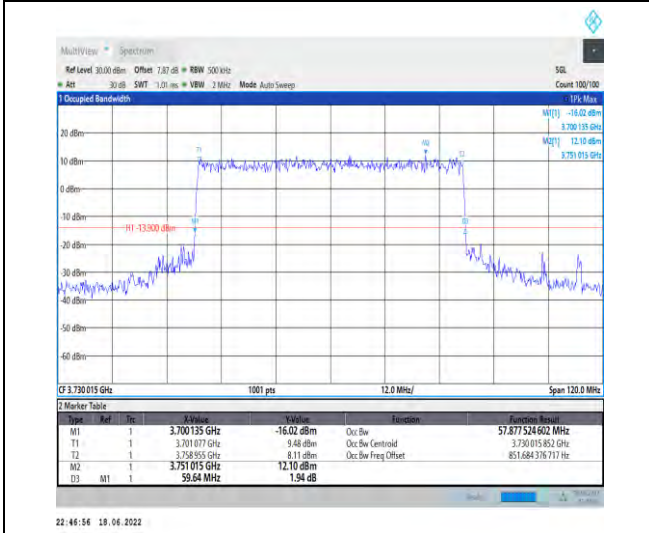 MultiView Spectrum
Ref Level 30.00 dBm Offset 7.87 dB RBW 500 kHz SGL
Att 30 dB SWT 1.01 ms VBW 2 MHz Mode Auto Sweep Count 100/100
1 Occupied Bandwidth 1Pk Max
M1[1] -16.02 dBm
3.700 135 GHz
20 dBm
M2[1] 12.10 dBm
3.751 015 GHz
T1 M2 T2
10 dBm
0 dBm
-10 dBm
M1 D3
H1 -13.900 dBm
-20 dBm
-30 dBm
-40 dBm
-50 dBm
-60 dBm
CF 3.730 015 GHz 1001 pts 12.0 MHz/ Span 120.0 MHz
2 Marker Table
Type Ref Trc X-Value Y-Value Function Function Result
M1 1 3.700 135 GHz -16.02 dBm Occ Bw 57.877 524 602 MHz
T1 1 3.701 077 GHz 9.48 dBm Occ Bw Centroid 3.730 015 852 GHz
T2 1 3.758 955 GHz 8.11 dBm Occ Bw Freq Offset 851.684 376 717 Hz
M2 1 3.751 015 GHz 12.10 dBm
D3 M1 1 59.64 MHz 1.94 dB
Ready
22:46:56 18.06.2022